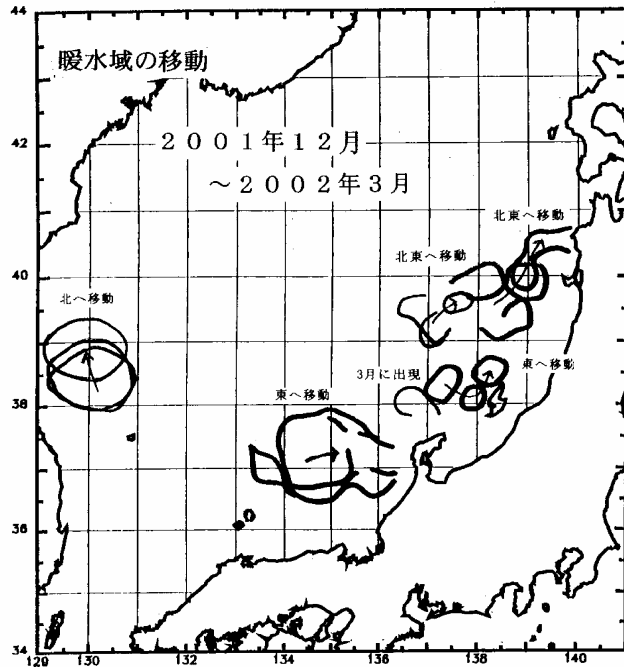 暖水域の移動
2001年12月
～2002年3月
北東へ移動
北東へ移動
北へ移動
3月に出現
東へ移動
東へ移動
44
42
40
38
36
34
129
130
132
134
136
138
140